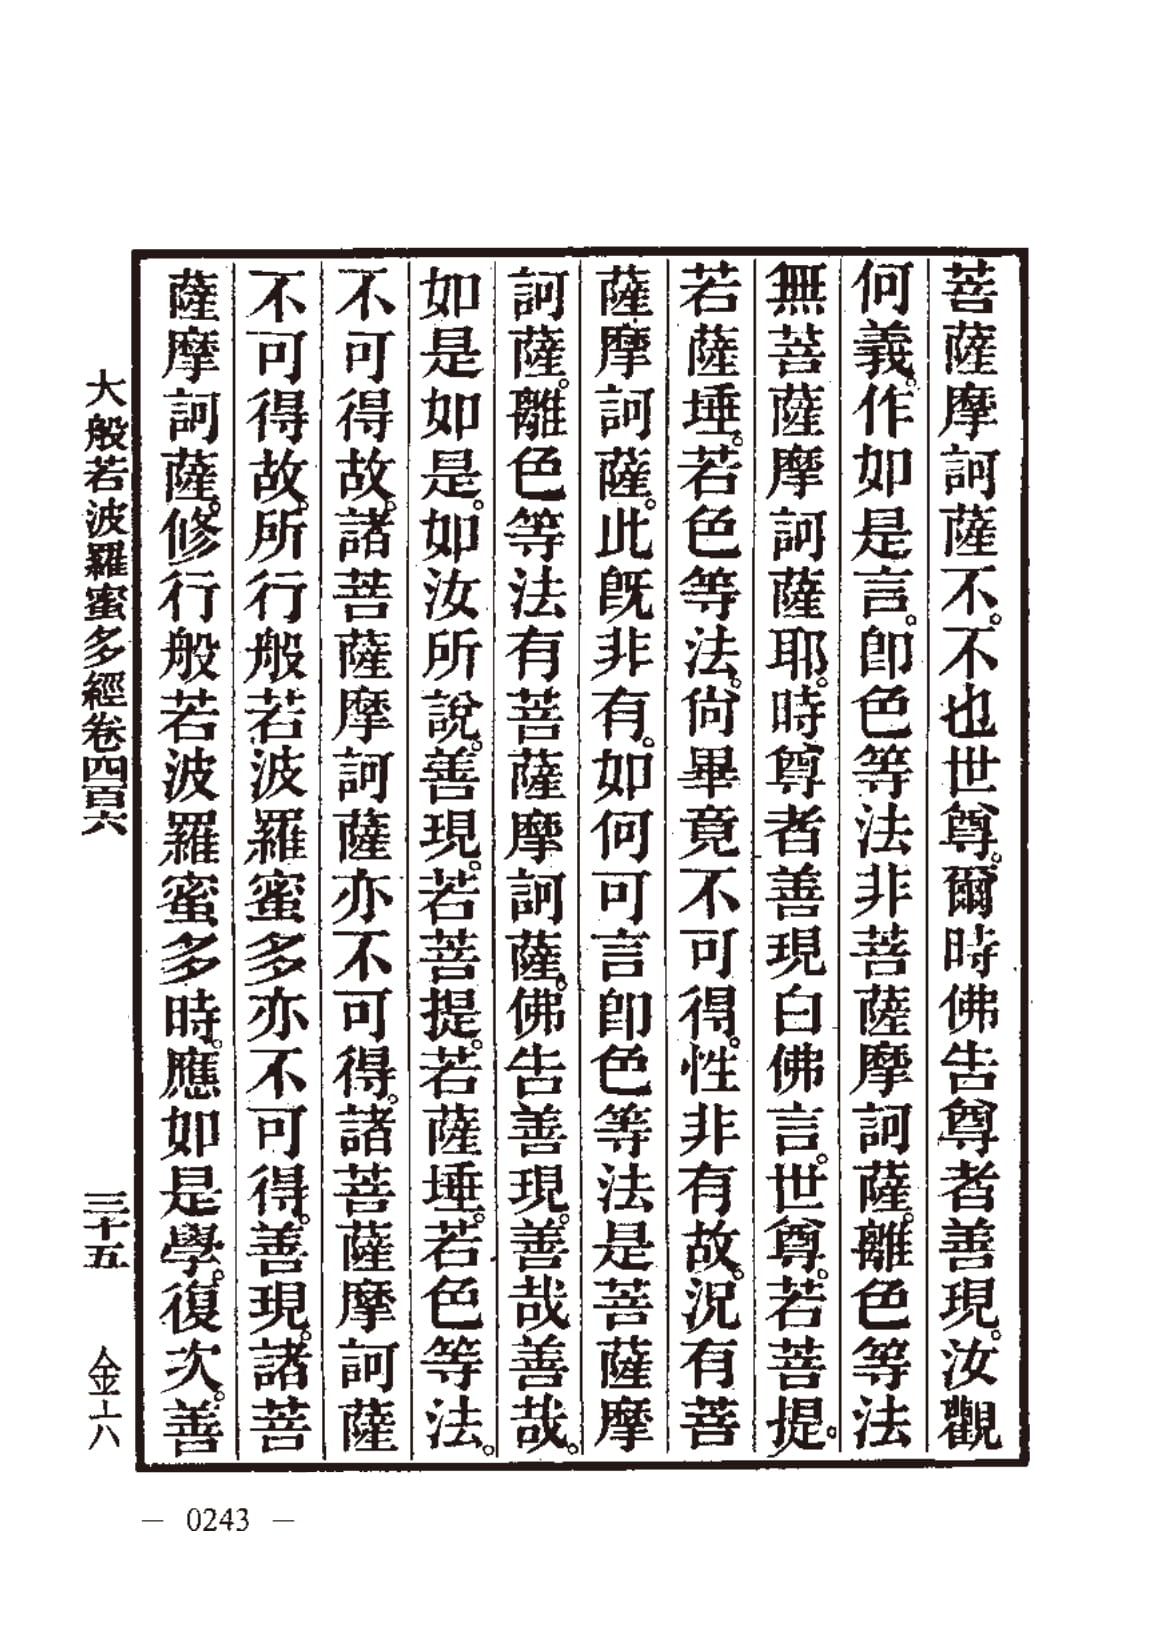 菩薩摩訶薩不。不也世尊。爾時佛告尊者善現。汝觀
何義。作如是言。卽色等法非菩薩摩訶薩。離色等法
無菩薩摩訶薩耶。時尊者善現白佛言。世尊。若菩提。
若薩埵。若色等法。尙畢竟不可得。性非有故。況有菩
薩摩訶薩。此旣非有。如何可言卽色等法是菩薩摩
訶薩。離色等法有菩薩摩訶薩。佛告善現。善哉善哉。
如是如是。如汝所說。善現。若菩提。若薩埵。若色等法。
不可得故。諸菩薩摩訶薩亦不可得。諸菩薩摩訶薩
不可得故。所行般若波羅蜜多亦不可得。善現。諸菩
薩摩訶薩。修行般若波羅蜜多時。應如是學。復次。善
大般若波羅蜜多經卷四百六 三十五 金六
— 0243 —